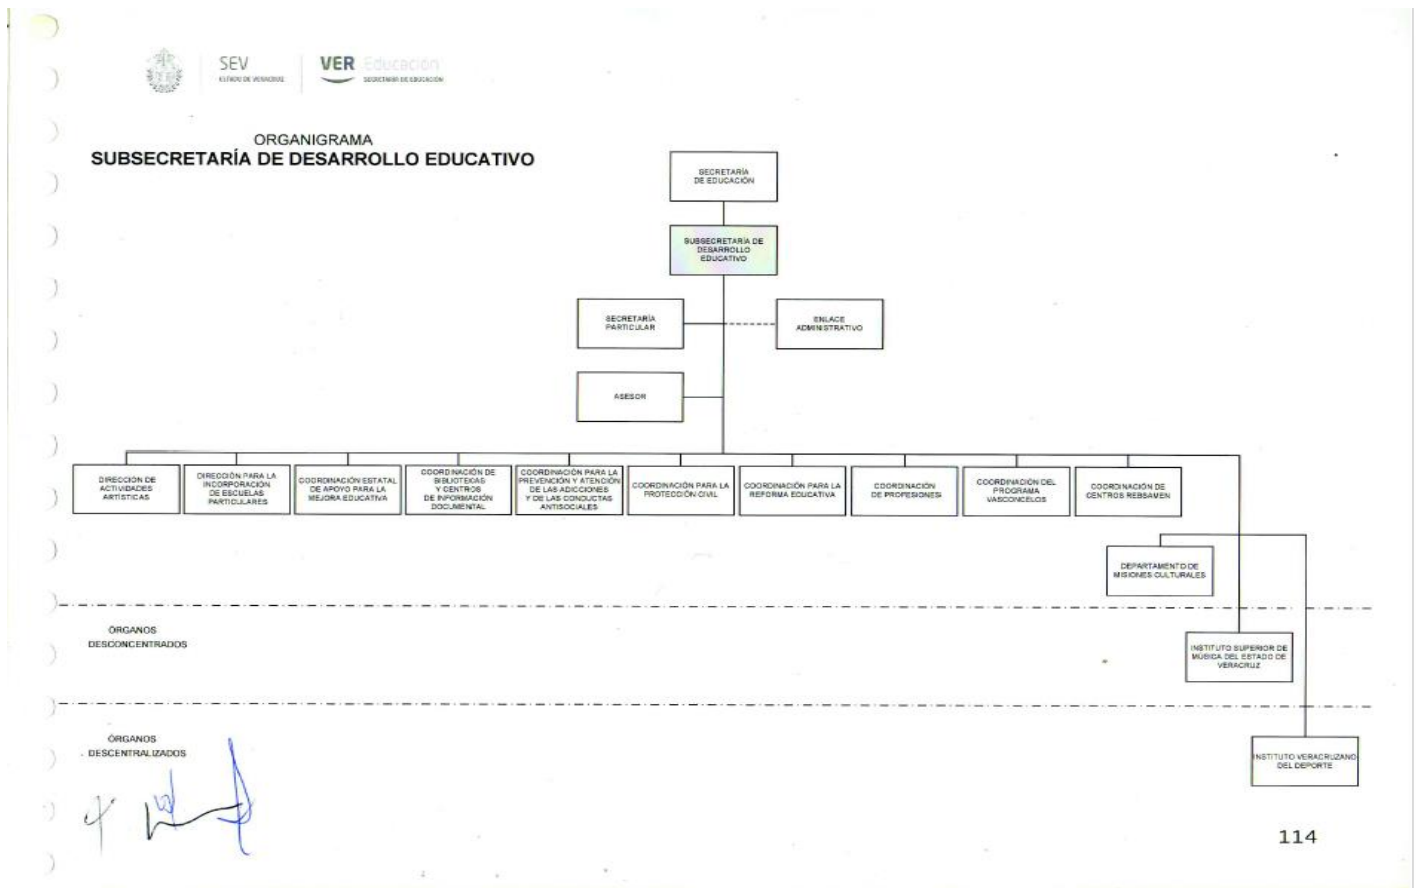 SEV
ESTADO DE VERACRUZ
VER Educación
SECRETARÍA DE EDUCACIÓN
ORGANIGRAMA
SUBSECRETARÍA DE DESARROLLO EDUCATIVO
SECRETARÍA
DE EDUCACIÓN
SUBSECRETARÍA DE
DESARROLLO
EDUCATIVO
SECRETARÍA
PARTICULAR
ENLACE
ADMINISTRATIVO
ASESOR
DIRECCION DE
ACTIVIDADES
ARTÍSTICAS
DIRECCIÓN PARA LA
INCORPORACIÓN
DE ESCUELAS
PARTICULARES
COORDINACIÓN ESTATAL
DE APOYO PARA LA
MEJORA EDUCATIVA
COORDINACIÓN DE
BIBLIOTECAS
Y CENTROS
DE INFORMACIÓN
DOCUMENTAL
COORDINACIÓN PARA LA
PREVENCIÓN Y ATENCIÓN
DE LAS ADICCIONES
Y DE LAS CONDUCTAS
ANTISOCIALES
COORDINACIÓN PARA LA
PROTECCIÓN CIVIL
COORDINACIÓN PARA LA
REFORMA EDUCATIVA
COORDINACIÓN
DE PROFESIONES
COORDINACIÓN DEL
PROGRAMA
VASCONCELOS
COORDINACIÓN DE
CENTROS REBSAMEN
DEPARTAMENTO DE
MISIONES CULTURALES
ÓRGANOS
DESCONCENTRADOS
INSTITUTO SUPERIOR DE
MÚSICA DEL ESTADO DE
VERACRUZ
ÓRGANOS
DESCENTRALIZADOS
INSTITUTO VERACRUZANO
DEL DEPORTE
114